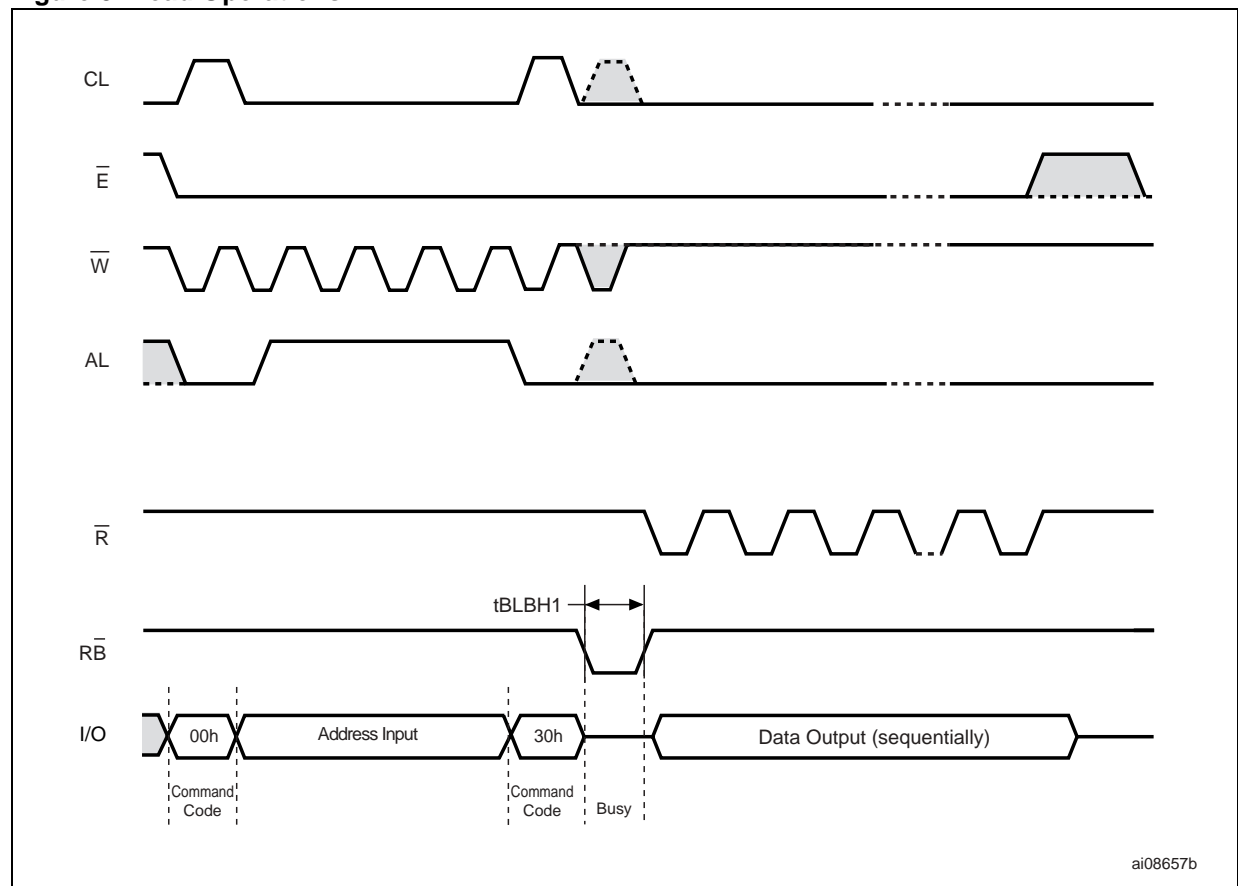 CL
E̅
W̅
AL
R̅
tBLBH1
RB̅
I/O
00h
Address Input
30h
Data Output (sequentially)
Command
Code
Command
Code
Busy
ai08657b